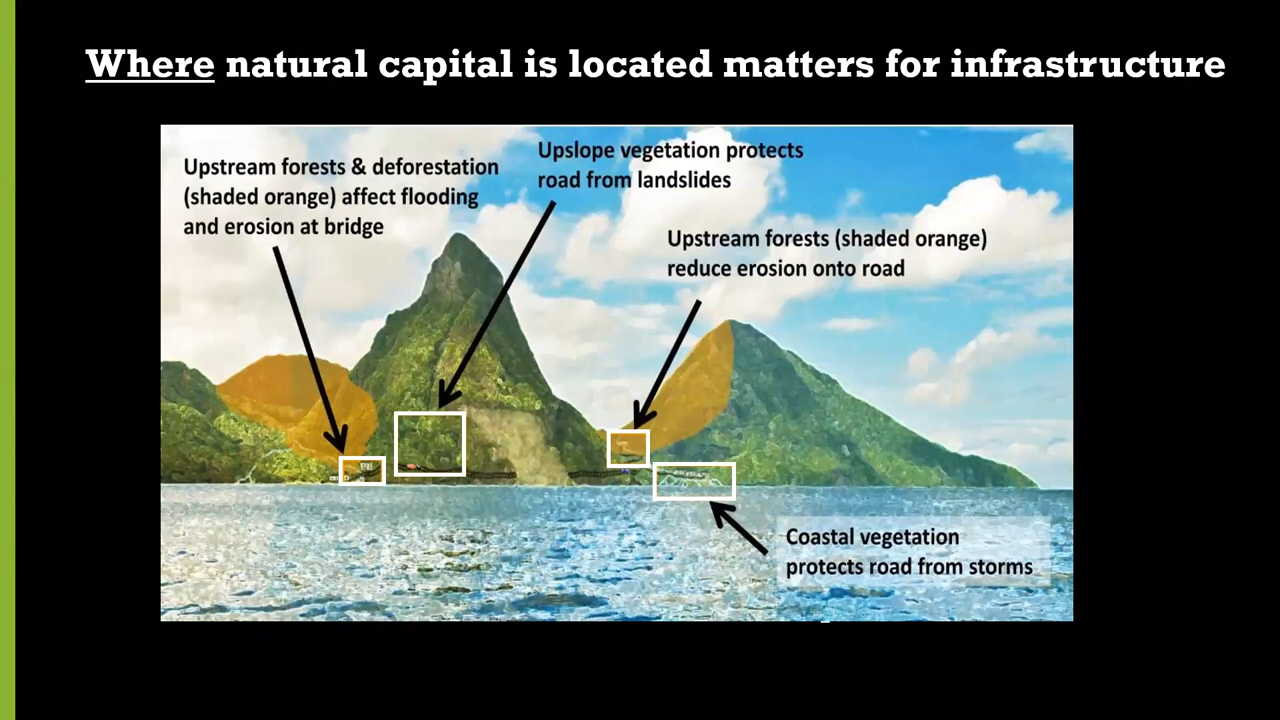 Where natural capital is located matters for infrastructure
Upstream forests & deforestation
(shaded orange) affect flooding
and erosion at bridge
Upslope vegetation protects
road from landslides
Upstream forests (shaded orange)
reduce erosion onto road
Coastal vegetation
protects road from storms